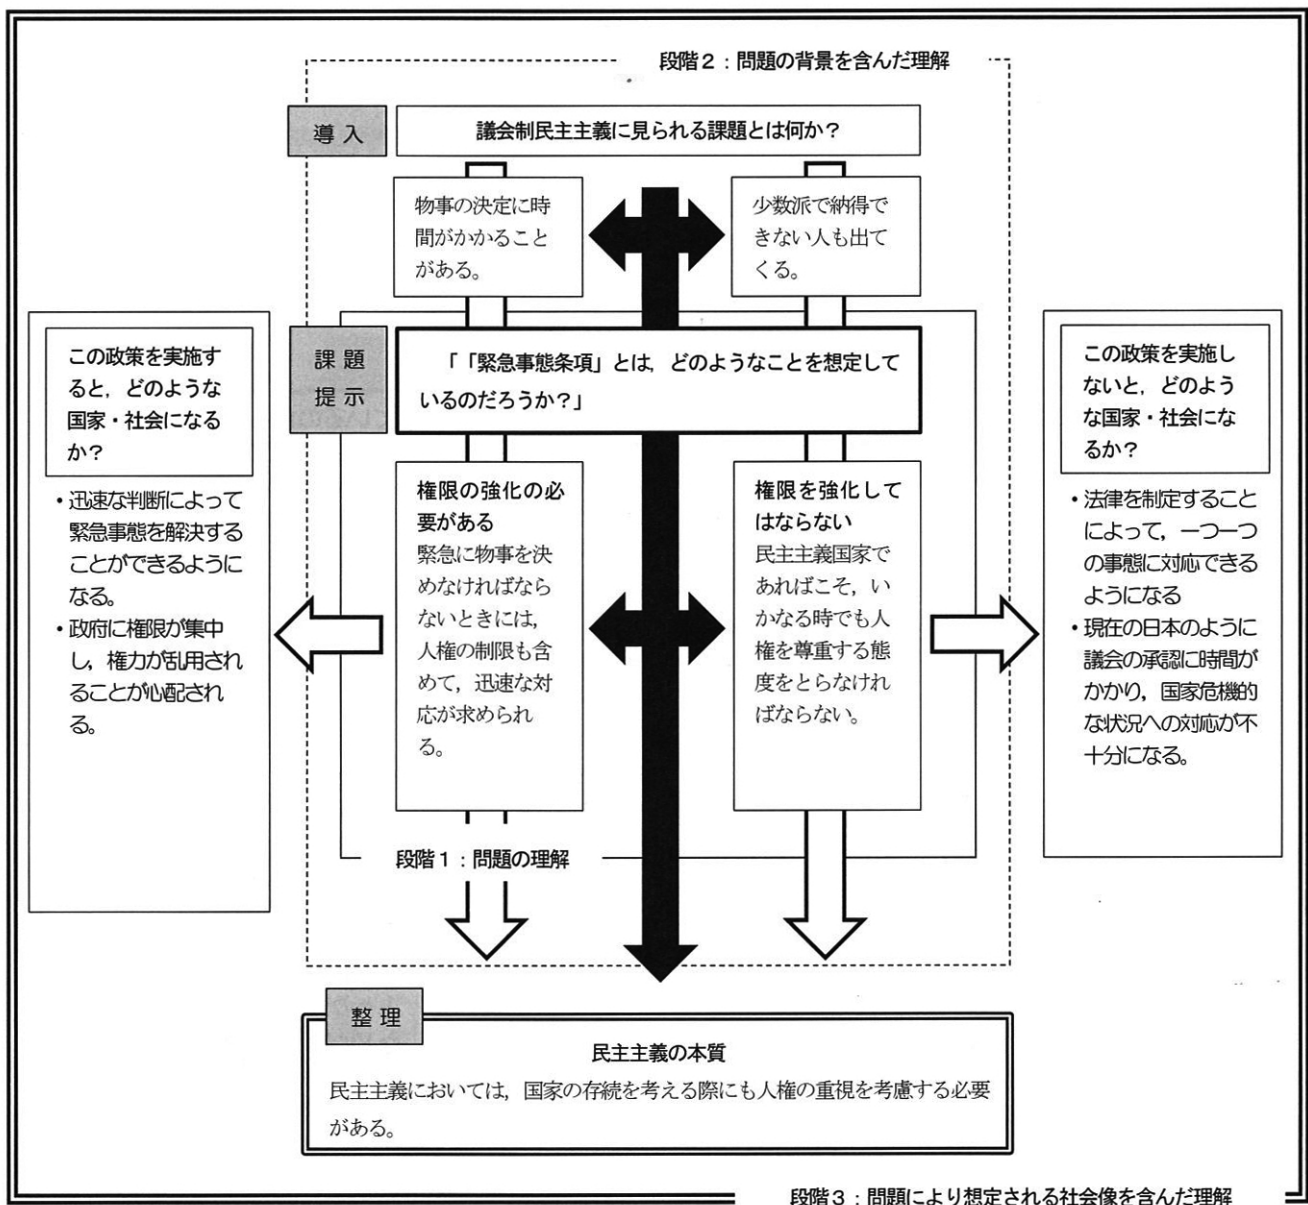 段階２：問題の背景を含んだ理解
導 入
議会制民主主義に見られる課題とは何か？
物事の決定に時
間がかかること
がある。
少数派で納得で
きない人も出て
くる。
課 題
提 示
「「緊急事態条項」とは，どのようなことを想定して
いるのだろうか？」
この政策を実施す
ると，どのような
国家・社会になる
か？
・迅速な判断によって
緊急事態を解決する
ことができるように
なる。
・政府に権限が集中
し，権力が乱用され
ることが心配され
る。
権限の強化の必
要がある
緊急に物事を決
めなければなら
ないときには，
人権の制限も含
めて，迅速な対
応が求められ
る。
権限を強化して
はならない
民主主義国家で
あればこそ，い
かなる時でも人
権を尊重する態
度をとらなけれ
ばならない。
この政策を実施し
ないと，どのよう
な国家・社会にな
るか？
・法律を制定すること
によって，一つ一つ
の事態に対応できる
ようになる
・現在の日本のように
議会の承認に時間が
かかり，国家危機的
な状況への対応が不
十分になる。
段階１：問題の理解
整 理
民主主義の本質
民主主義においては，国家の存続を考える際にも人権の重視を考慮する必要
がある。
段階３：問題により想定される社会像を含んだ理解